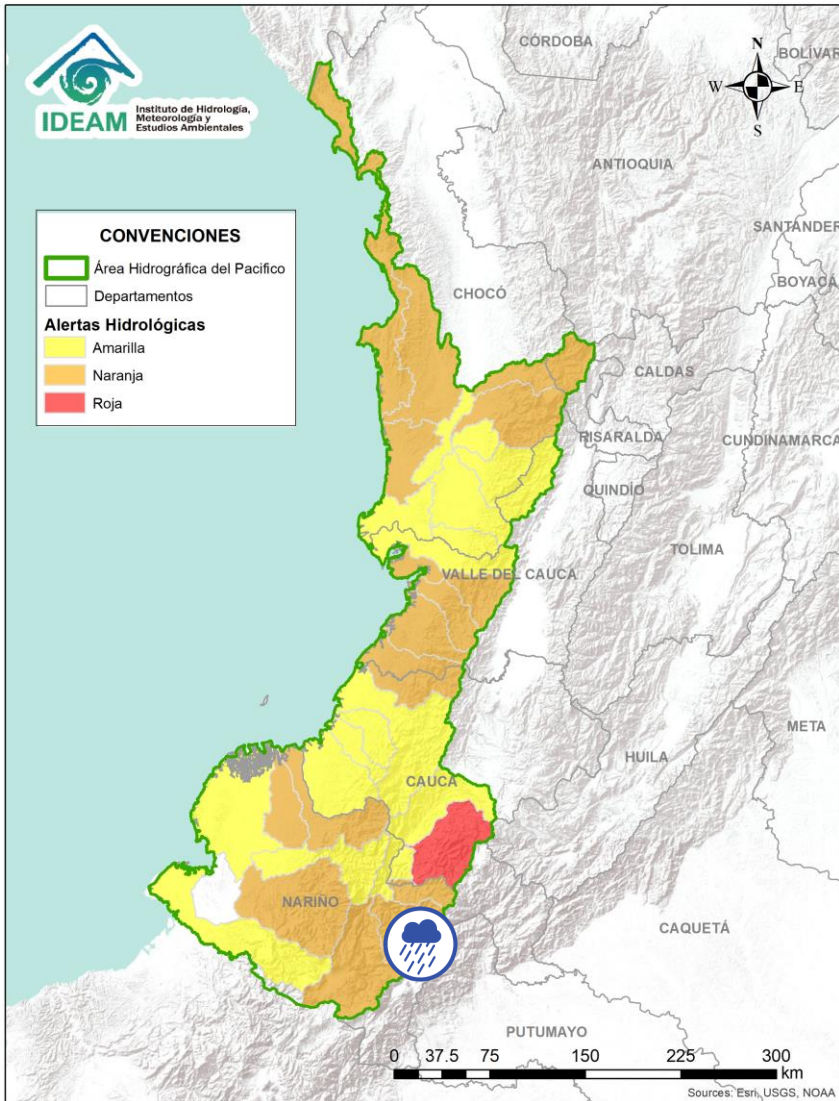 IDEAM
Instituto de Hidrología,
Meteorología y
Estudios Ambientales
N
W
E
S
CÓRDOBA
BOLÍVAR
ANTIOQUIA
SANTANDER
BOYACÁ
CHOCÓ
CALDAS
RISARALDA
CUNDINAMARCA
QUINDÍO
TOLIMA
VALLE DEL CAUCA
META
HUILA
CAUCA
NARIÑO
CAQUETÁ
PUTUMAYO
CONVENCIONES
Área Hidrográfica del Pacifico
Departamentos
Alertas Hidrológicas
Amarilla
Naranja
Roja
0 37.5 75 150 225 300
km
Sources: Esri, USGS, NOAA